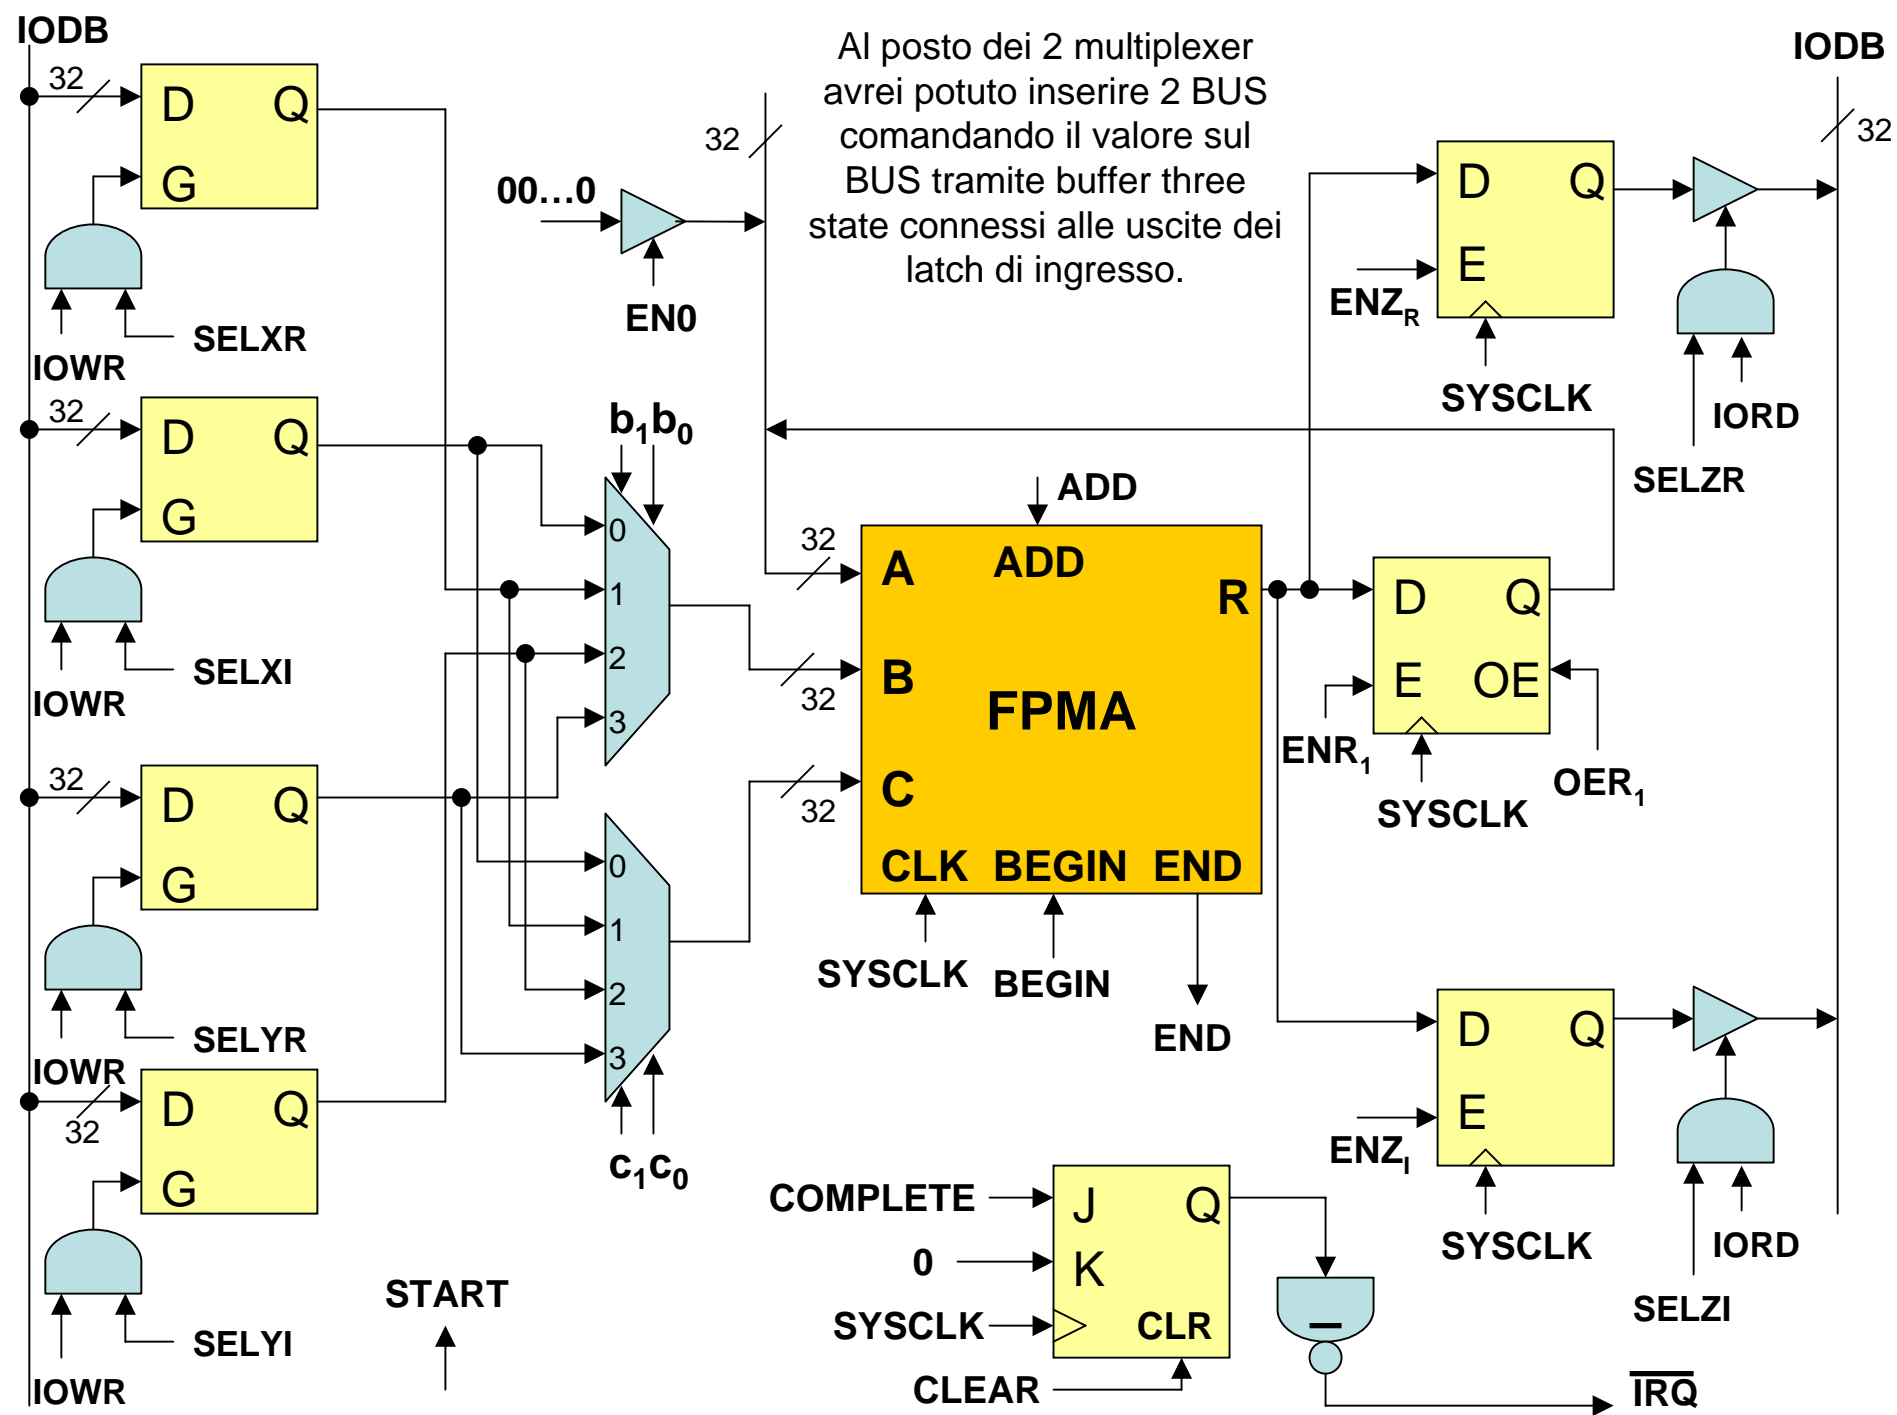 IODB
32
D Q
G
SELXR
IOWR
32
D Q
G
SELXI
IOWR
32
D Q
G
SELYR
IOWR
32
D Q
G
SELYI
IOWR
START
00...0
EN0
32
Al posto dei 2 multiplexer
avrei potuto inserire 2 BUS
comandando il valore sul
BUS tramite buffer three
state connessi alle uscite dei
latch di ingresso.
b1b0
0
1
2
3
0
1
2
3
c1c0
ADD
32
A ADD
R
32
B
FPMA
32
C
CLK BEGIN END
SYSCLK
BEGIN
END
D Q
E OE
ENR1
OER1
SYSCLK
IODB
32
D Q
E
ENZR
SYSCLK
IORD
SELZR
D Q
E
ENZI
SYSCLK
IORD
SELZI
COMPLETE
J Q
0
K
SYSCLK
CLR
CLEAR
IRQ